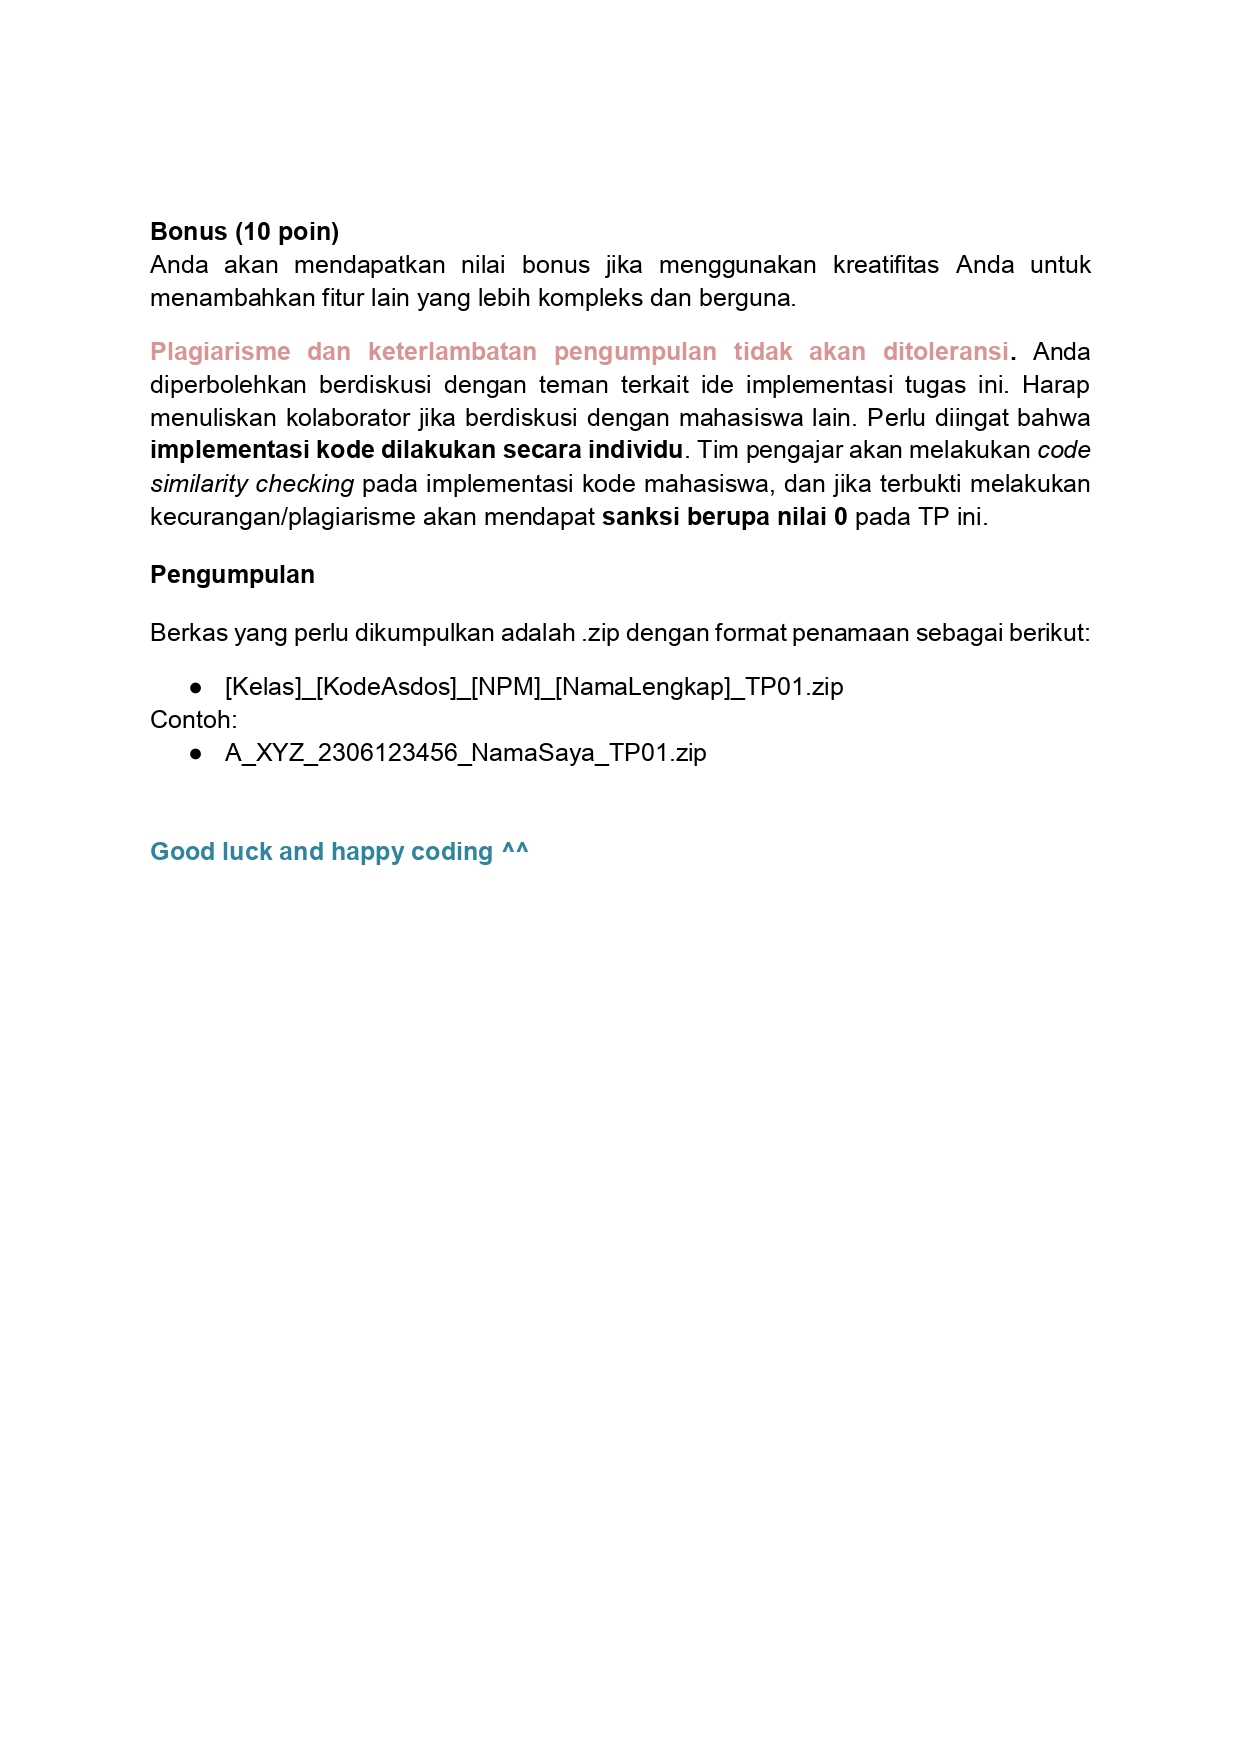 Bonus (10 poin)
Anda akan mendapatkan nilai bonus jika menggunakan kreatifitas Anda untuk
menambahkan fitur lain yang lebih kompleks dan berguna.
Plagiarisme dan keterlambatan pengumpulan tidak akan ditoleransi. Anda
diperbolehkan berdiskusi dengan teman terkait ide implementasi tugas ini. Harap
menuliskan kolaborator jika berdiskusi dengan mahasiswa lain. Perlu diingat bahwa
implementasi kode dilakukan secara individu. Tim pengajar akan melakukan code
similarity checking pada implementasi kode mahasiswa, dan jika terbukti melakukan
kecurangan/plagiarisme akan mendapat sanksi berupa nilai 0 pada TP ini.
Pengumpulan
Berkas yang perlu dikumpulkan adalah .zip dengan format penamaan sebagai berikut:
● [Kelas]_[KodeAsdos]_[NPM]_[NamaLengkap]_TP01.zip
Contoh:
● A_XYZ_2306123456_NamaSaya_TP01.zip
Good luck and happy coding ^^